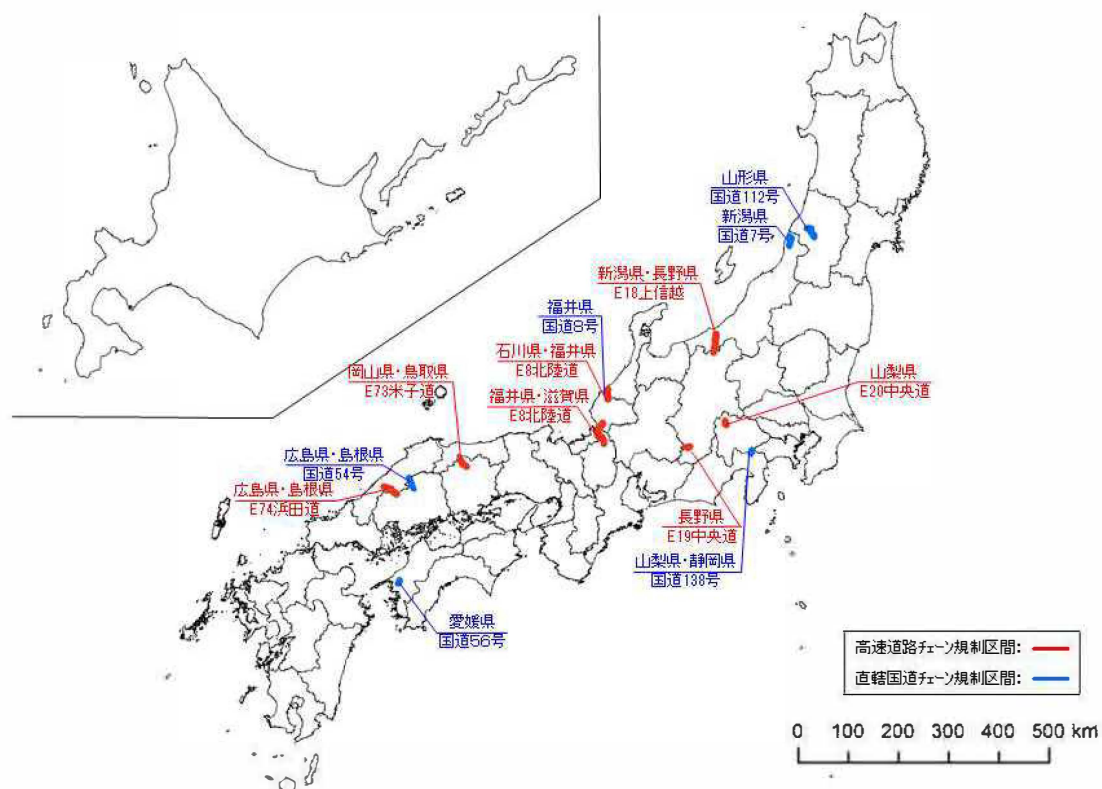 山形県
国道112号
新潟県
国道7号
新潟県・長野県
E18上信越
福井県
国道8号
石川県・福井県
E8北陸道
岡山県・鳥取県
E73米子道
福井県・滋賀県
E8北陸道
山梨県
E20中央道
広島県・島根県
国道54号
広島県・島根県
E74浜田道
長野県
E19中央道
山梨県・静岡県
国道138号
愛媛県
国道56号
高速道路チェーン規制区間:
直轄国道チェーン規制区間:
0 100 200 300 400 500 km